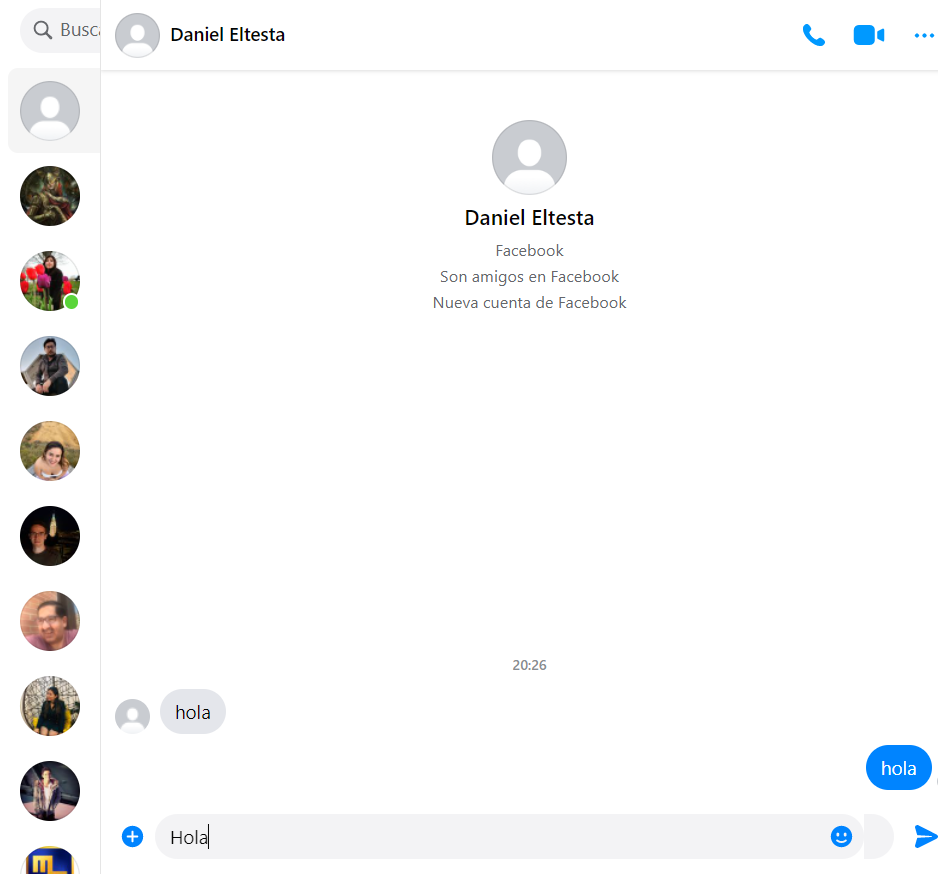 Busca
Daniel Eltesta
Daniel Eltesta
Facebook
Son amigos en Facebook
Nueva cuenta de Facebook
20:26
hola
hola
Hola